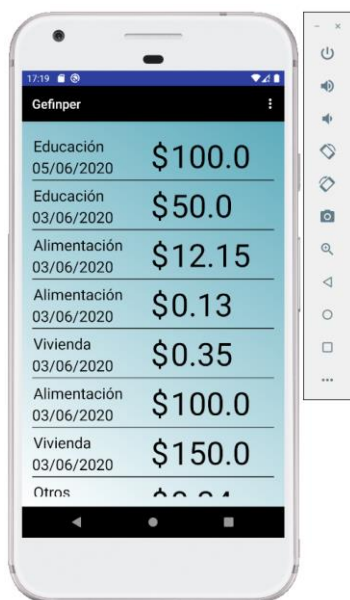 17:19
Gefinper
Educación
05/06/2020
$100.0
Educación
03/06/2020
$50.0
Alimentación
03/06/2020
$12.15
Alimentación
03/06/2020
$0.13
Vivienda
03/06/2020
$0.35
Alimentación
03/06/2020
$100.0
Vivienda
03/06/2020
$150.0
Otros